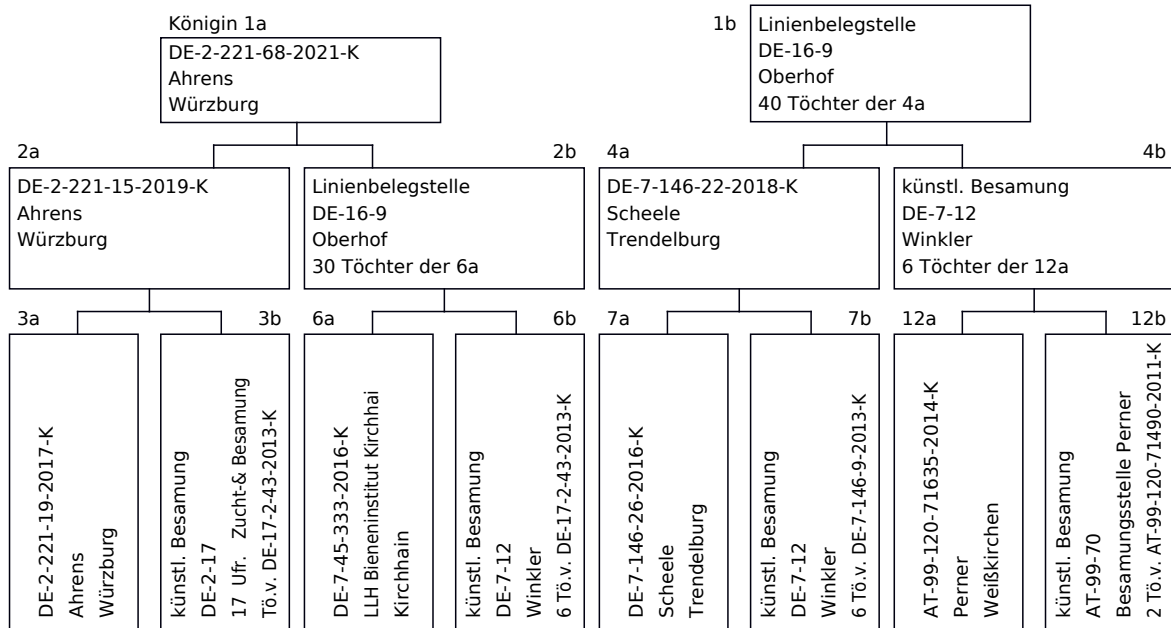 Königin 1a
DE-2-221-68-2021-K
Ahrens
Würzburg
1b
Linienbelegstelle
DE-16-9
Oberhof
40 Töchter der 4a
2a
DE-2-221-15-2019-K
Ahrens
Würzburg
2b
Linienbelegstelle
DE-16-9
Oberhof
30 Töchter der 6a
4a
DE-7-146-22-2018-K
Scheele
Trendelburg
4b
künstl. Besamung
DE-7-12
Winkler
6 Töchter der 12a
3a
DE-2-221-19-2017-K
Ahrens
Würzburg
3b
künstl. Besamung
DE-2-17
17 Ufr. Zucht-& Besamung
Tö.v. DE-17-2-43-2013-K
6a
DE-7-45-333-2016-K
LLH Bieneninstitut Kirchhai
Kirchhain
6b
künstl. Besamung
DE-7-12
Winkler
6 Tö.v. DE-17-2-43-2013-K
7a
DE-7-146-26-2016-K
Scheele
Trendelburg
7b
künstl. Besamung
DE-7-12
Winkler
6 Tö.v. DE-7-146-9-2013-K
12a
AT-99-120-71635-2014-K
Perner
Weißkirchen
12b
künstl. Besamung
AT-99-70
Besamungsstelle Perner
2 Tö.v. AT-99-120-71490-2011-K